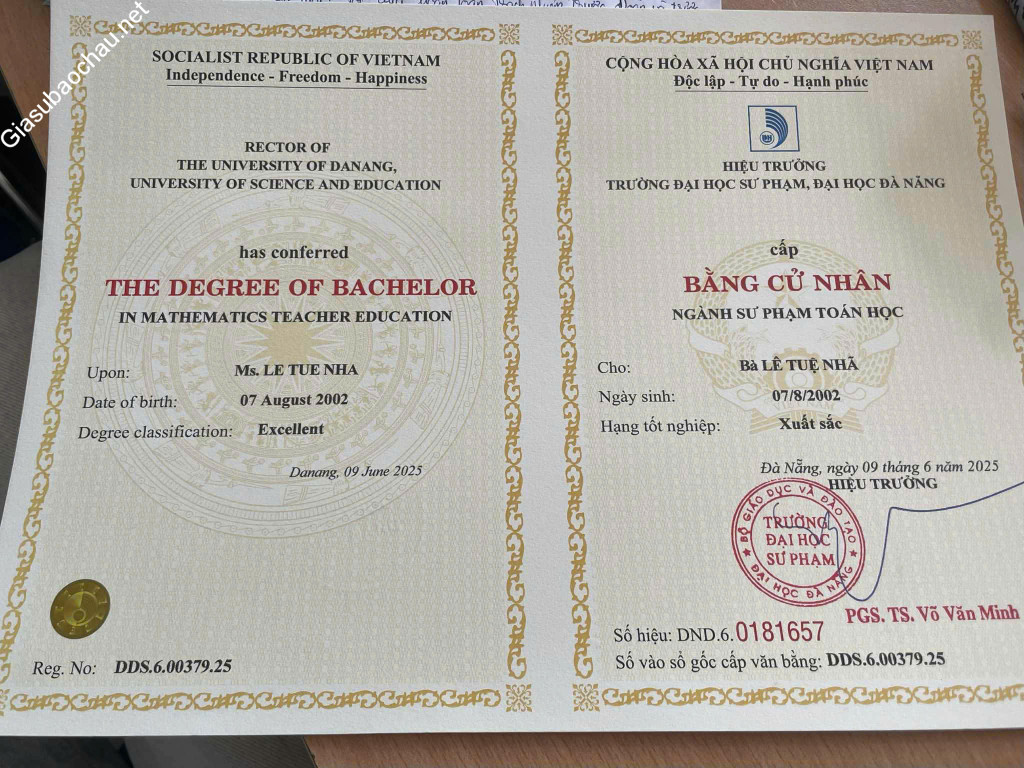 Giasubaochau.net
SOCIALIST REPUBLIC OF VIETNAM
Independence - Freedom - Happiness
RECTOR OF
THE UNIVERSITY OF DANANG,
UNIVERSITY OF SCIENCE AND EDUCATION
has conferred
THE DEGREE OF BACHELOR
IN MATHEMATICS TEACHER EDUCATION
Upon: Ms. LE TUE NHA
Date of birth: 07 August 2002
Degree classification: Excellent
Danang, 09 June 2025
Reg. No: DDS.6.00379.25
CỘNG HÒA XÃ HỘI CHỦ NGHĨA VIỆT NAM
Độc lập - Tự do - Hạnh phúc
HIỆU TRƯỞNG
TRƯỜNG ĐẠI HỌC SƯ PHẠM, ĐẠI HỌC ĐÀ NẴNG
cấp
BẰNG CỬ NHÂN
NGÀNH SƯ PHẠM TOÁN HỌC
Cho: Bà LÊ TUỆ NHÃ
Ngày sinh: 07/8/2002
Hạng tốt nghiệp: Xuất sắc
Đà Nẵng, ngày 09 tháng 6 năm 2025
HIỆU TRƯỞNG
BỘ GIÁO DỤC VÀ ĐÀO TẠO
TRƯỜNG
ĐẠI HỌC
SƯ PHẠM
ĐẠI HỌC ĐÀ NẴNG
PGS. TS. Võ Văn Minh
Số hiệu: DND.6.0181657
Số vào sổ gốc cấp văn bằng: DDS.6.00379.25